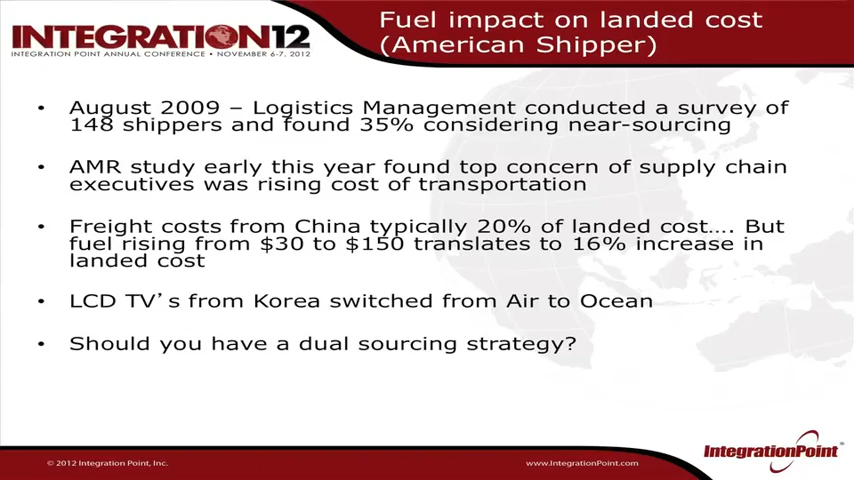 INTEGRATION12
INTEGRATION POINT ANNUAL CONFERENCE • NOVEMBER 6-7, 2012
Fuel impact on landed cost
(American Shipper)
• August 2009 – Logistics Management conducted a survey of
148 shippers and found 35% considering near-sourcing
• AMR study early this year found top concern of supply chain
executives was rising cost of transportation
• Freight costs from China typically 20% of landed cost…. But
fuel rising from $30 to $150 translates to 16% increase in
landed cost
• LCD TV’s from Korea switched from Air to Ocean
• Should you have a dual sourcing strategy?
© 2012 Integration Point, Inc.
www.IntegrationPoint.com
IntegrationPoint®